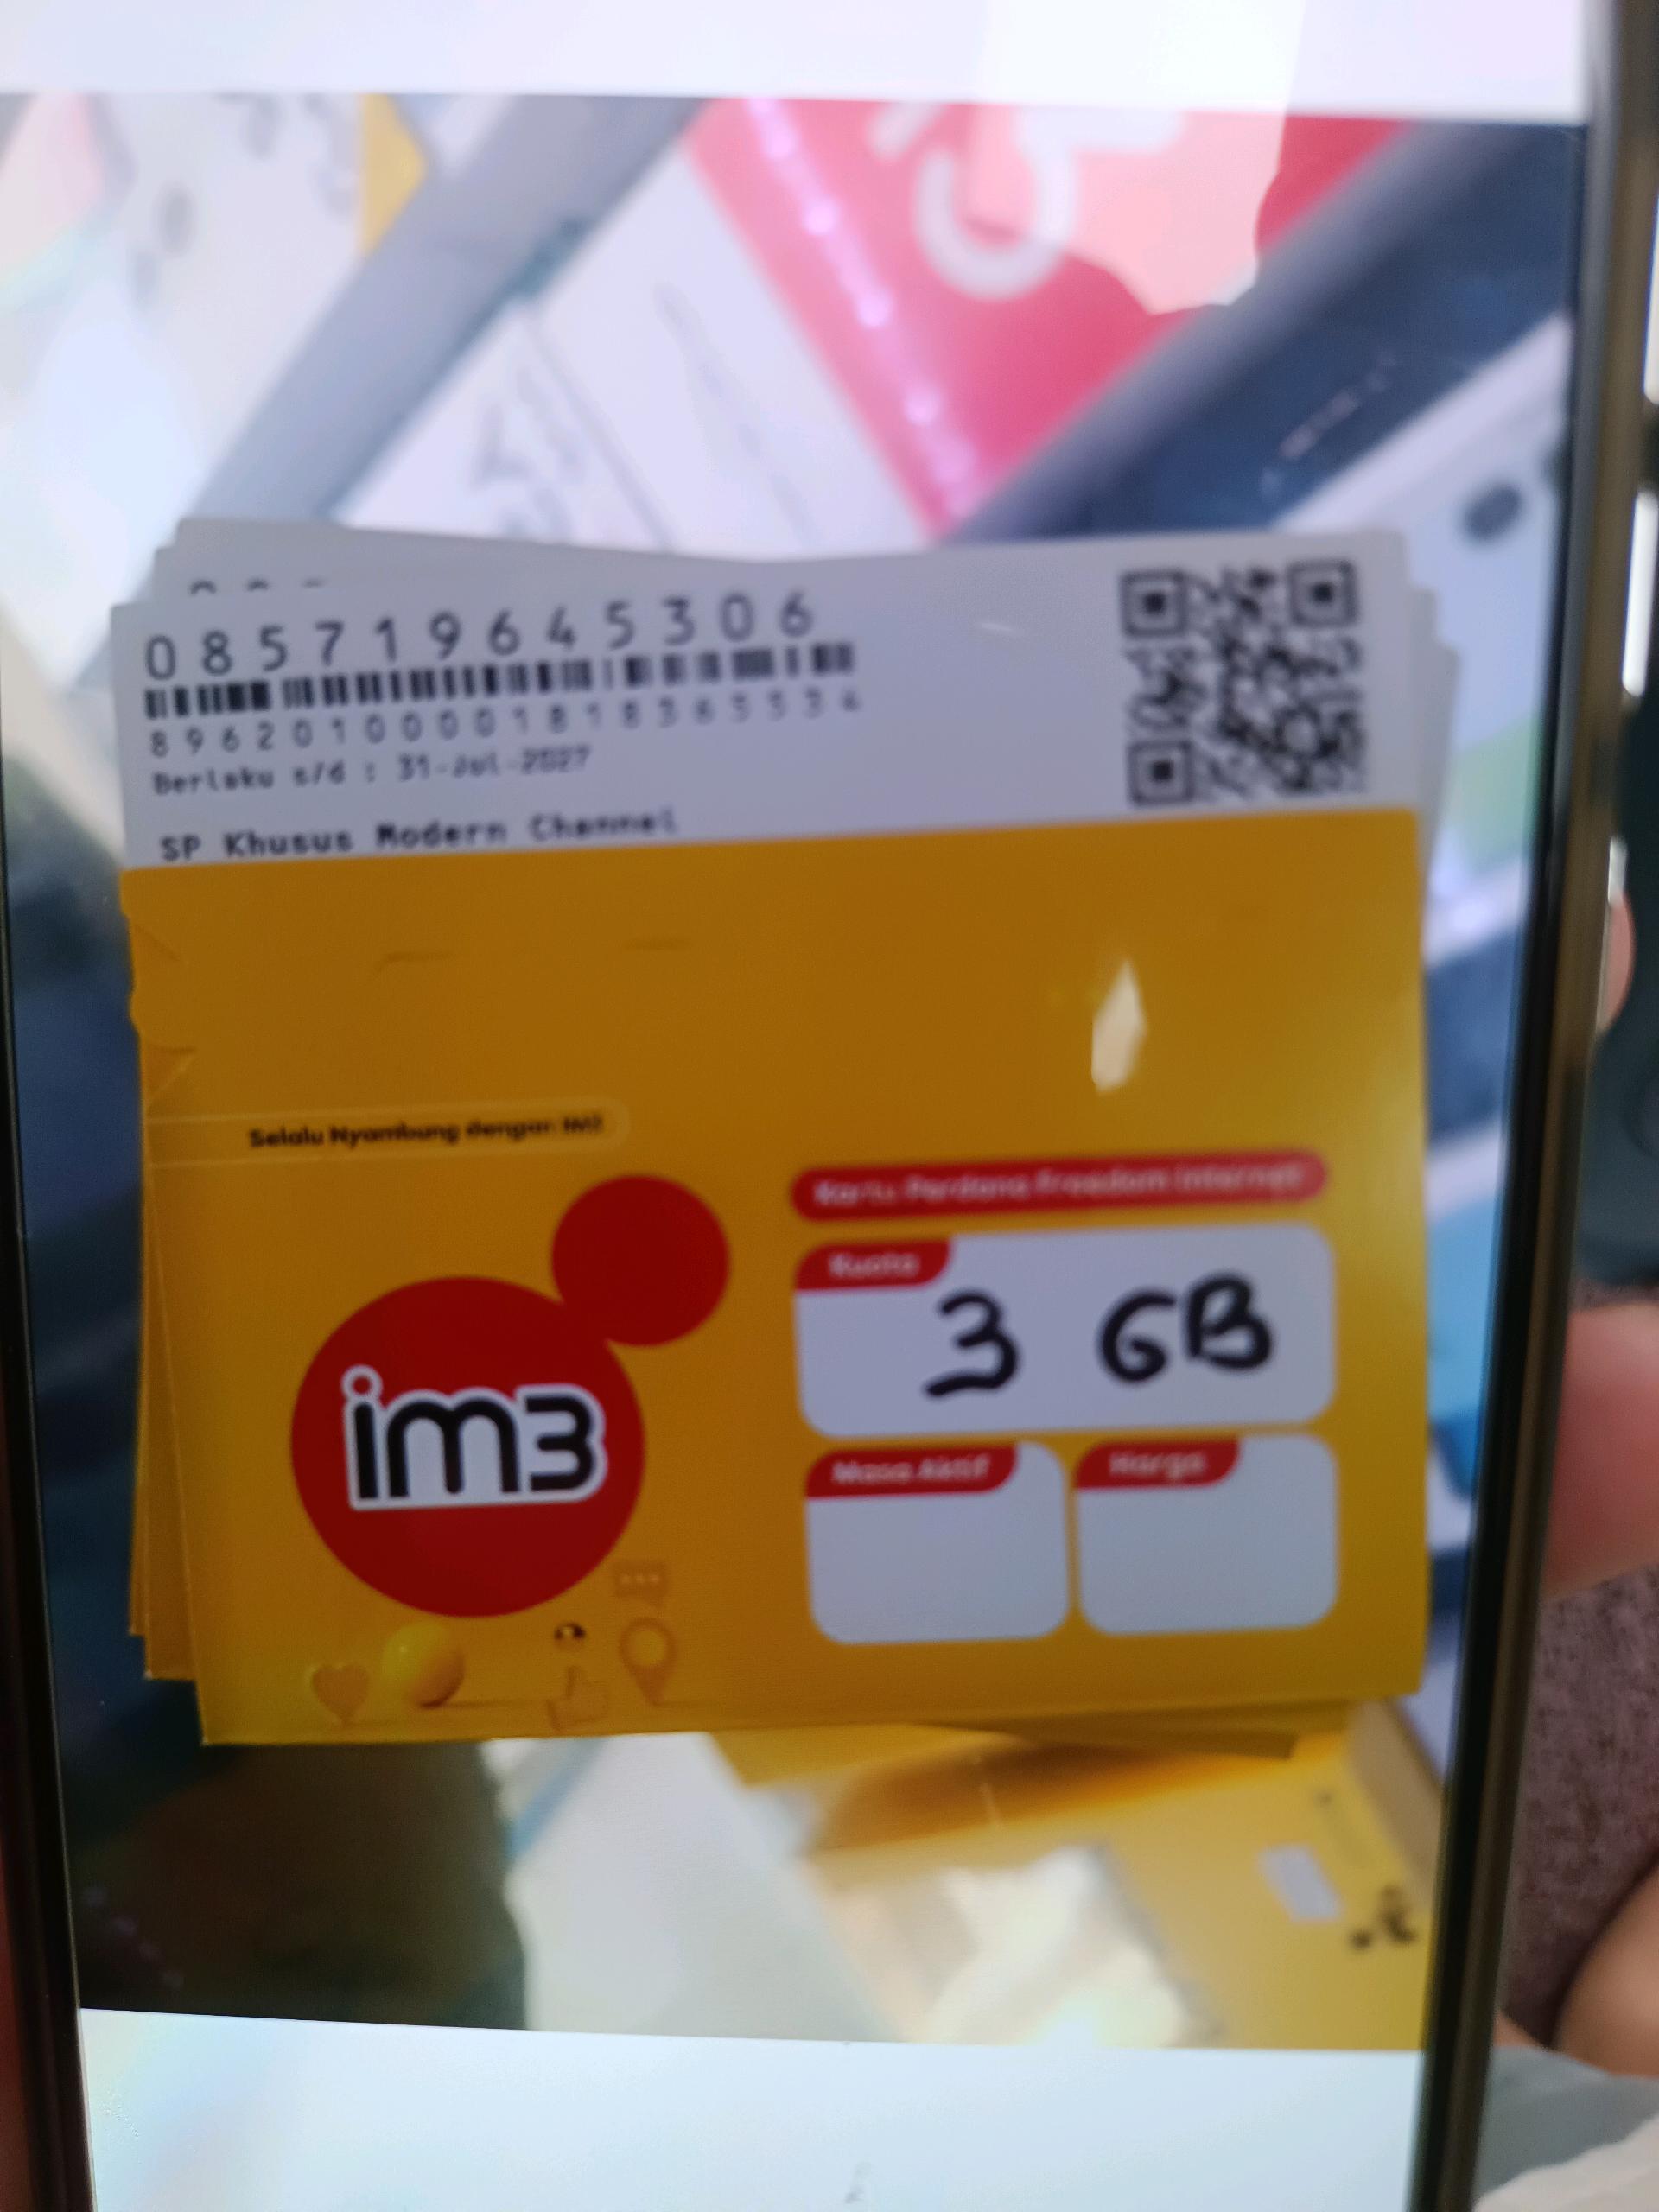 085719645306
Berlaku s/d : 31-Jul-2027
SP Khusus Modern Channel
Selalu Nyambung dengan IM3
Kartu Perdana Freedom Internet
Kuota
3 GB
im3
Masa Aktif
Harga